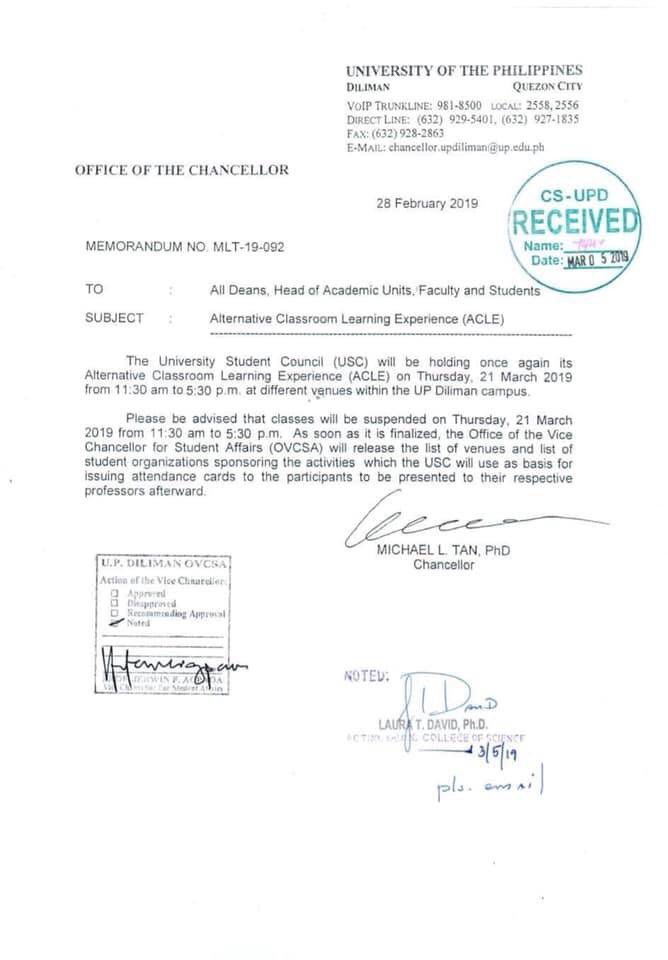 UNIVERSITY OF THE PHILIPPINES
DILIMAN QUEZON CITY
VOIP TRUNKLINE: 981-8500 LOCAL: 2558, 2556
DIRECT LINE: (632) 929-5401, (632) 927-1835
FAX: (632) 928-2863
E-MAIL: chancellor.updiliman@up.edu.ph
OFFICE OF THE CHANCELLOR
28 February 2019
CS-UPD
RECEIVED
Name:
Date: MAR 0 5 2019
MEMORANDUM NO. MLT-19-092
TO : All Deans, Head of Academic Units, Faculty and Students
SUBJECT : Alternative Classroom Learning Experience (ACLE)
The University Student Council (USC) will be holding once again its
Alternative Classroom Learning Experience (ACLE) on Thursday, 21 March 2019
from 11:30 am to 5:30 p.m. at different venues within the UP Diliman campus.
Please be advised that classes will be suspended on Thursday, 21 March
2019 from 11:30 am to 5:30 p.m. As soon as it is finalized, the Office of the Vice
Chancellor for Student Affairs (OVCSA) will release the list of venues and list of
student organizations sponsoring the activities which the USC will use as basis for
issuing attendance cards to the participants to be presented to their respective
professors afterward.
MICHAEL L. TAN, PhD
Chancellor
U.P. DILIMAN OVCSA
Action of the Vice Chancellor:
Approved
Disapproved
Recommending Approval
Noted
Vice Chancellor for Student Affairs
NOTED:
LAURA T. DAVID, Ph.D.
COLLEGE OF SCIENCE
3/5/19
pls. email